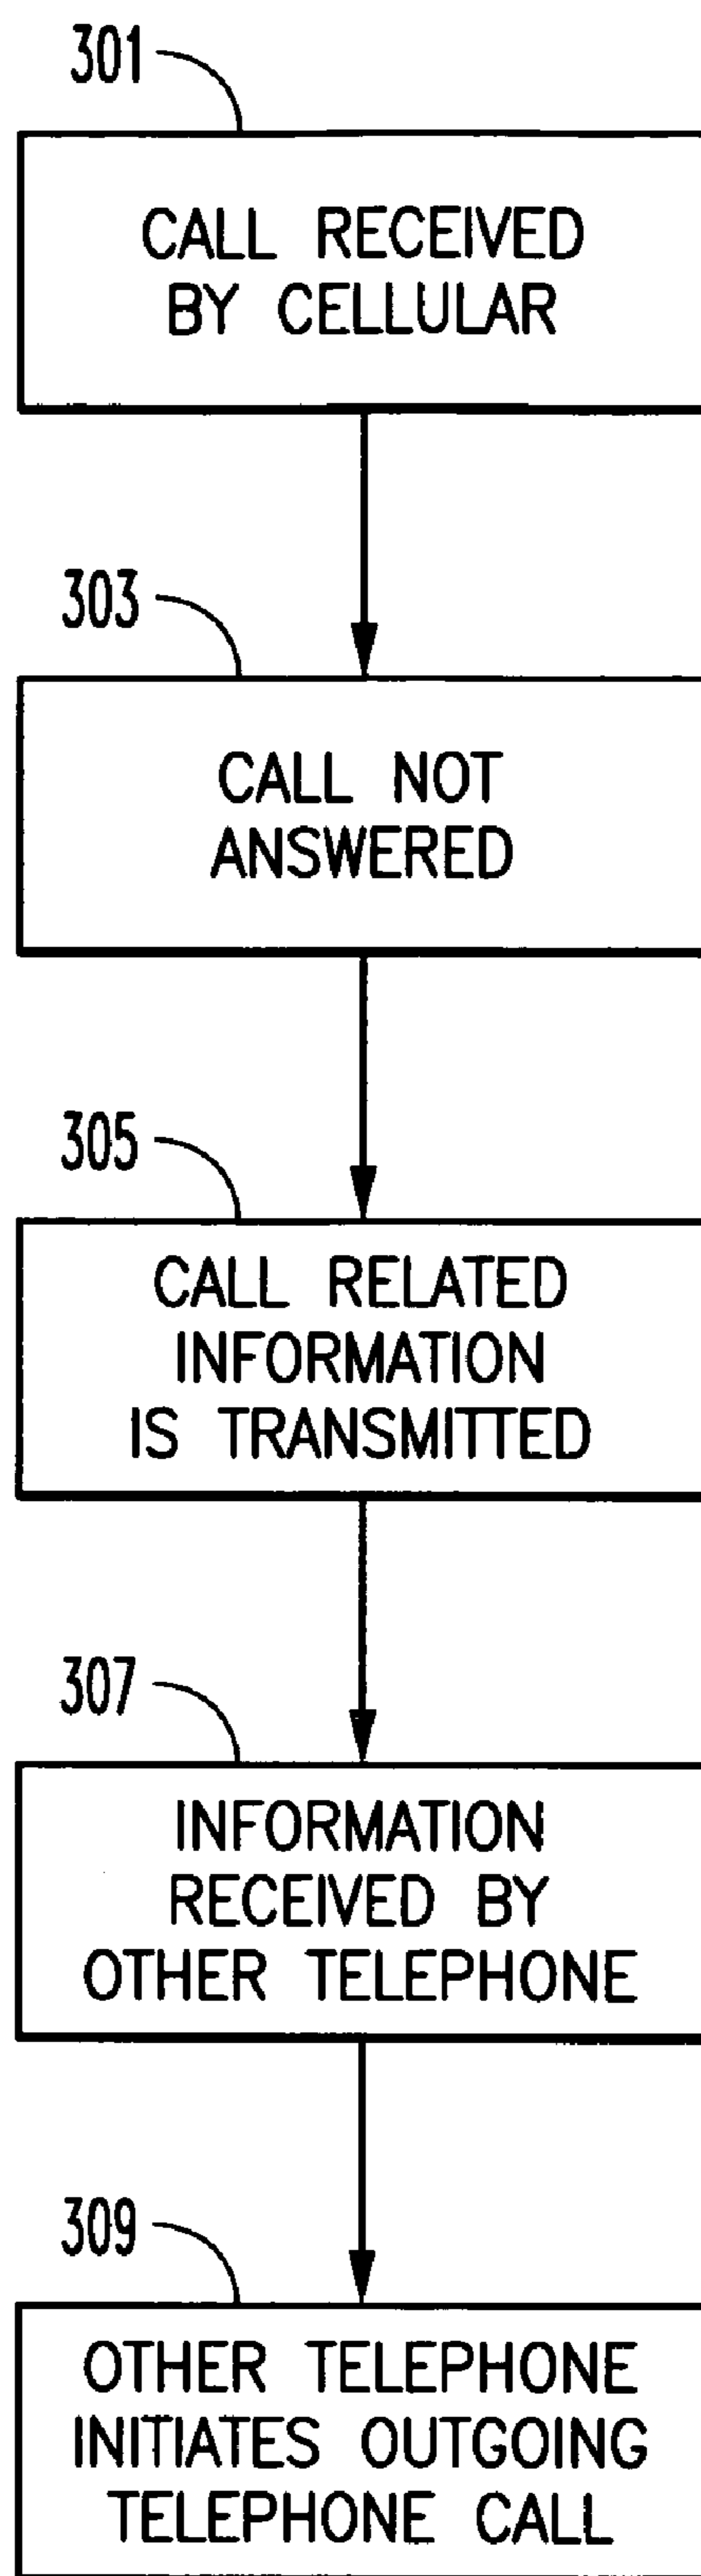 301
CALL RECEIVED
BY CELLULAR
303
CALL NOT
ANSWERED
305
CALL RELATED
INFORMATION
IS TRANSMITTED
307
INFORMATION
RECEIVED BY
OTHER TELEPHONE
309
OTHER TELEPHONE
INITIATES OUTGOING
TELEPHONE CALL